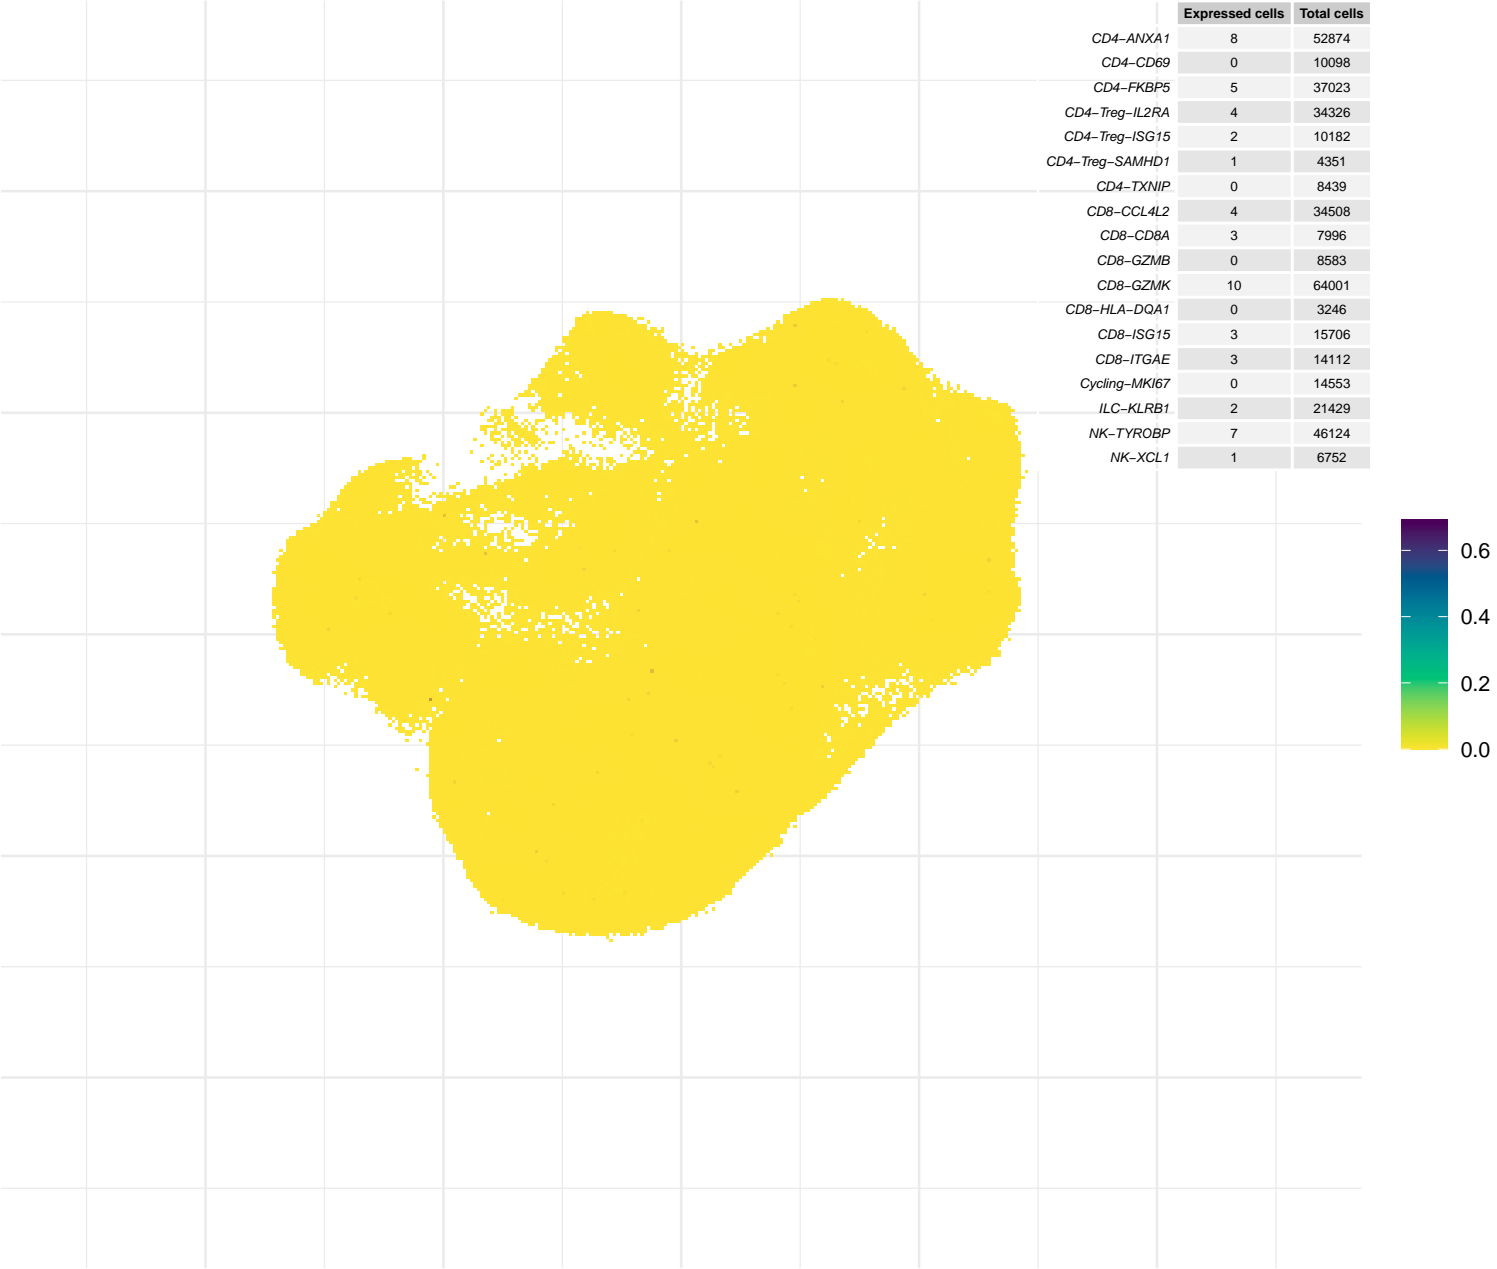 Expressed cells Total cells
CD4−ANXA1 8 52874
CD4−CD69 0 10098
CD4−FKBP5 5 37023
CD4−Treg−IL2RA 4 34326
CD4−Treg−ISG15 2 10182
CD4−Treg−SAMHD1 1 4351
CD4−TXNIP 0 8439
CD8−CCL4L2 4 34508
CD8−CD8A 3 7996
CD8−GZMB 0 8583
CD8−GZMK 10 64001
CD8−HLA−DQA1 0 3246
CD8−ISG15 3 15706
CD8−ITGAE 3 14112
Cycling−MKI67 0 14553
ILC−KLRB1 2 21429
NK−TYROBP 7 46124
NK−XCL1 1 6752
0.6
0.4
0.2
0.0